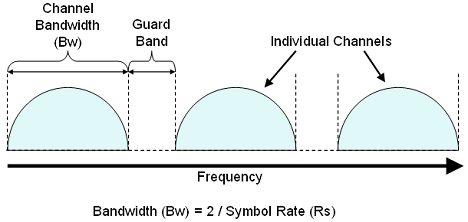 Channel
Bandwidth
(Bw)
Guard
Band
Individual Channels
Frequency
Bandwidth (Bw) = 2 / Symbol Rate (Rs)